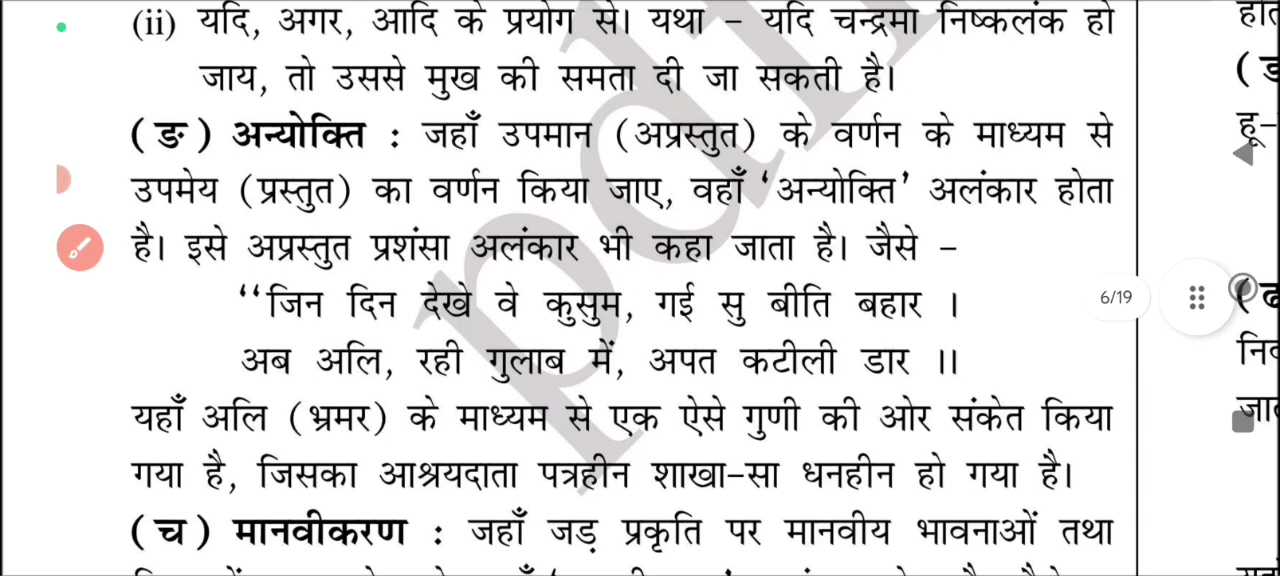 (ii) यदि, अगर, आदि के प्रयोग से। यथा – यदि चन्द्रमा निष्कलंक हो
जाय, तो उससे मुख की समता दी जा सकती है।
(ङ) अन्योक्ति : जहाँ उपमान (अप्रस्तुत) के वर्णन के माध्यम से
उपमेय (प्रस्तुत) का वर्णन किया जाए, वहाँ ‘अन्योक्ति’ अलंकार होता
है। इसे अप्रस्तुत प्रशंसा अलंकार भी कहा जाता है। जैसे –
“जिन दिन देखे वे कुसुम, गई सु बीति बहार ।
अब अलि, रही गुलाब में, अपत कटीली डार ॥
यहाँ अलि (भ्रमर) के माध्यम से एक ऐसे गुणी की ओर संकेत किया
गया है, जिसका आश्रयदाता पत्रहीन शाखा-सा धनहीन हो गया है।
(च) मानवीकरण : जहाँ जड़ प्रकृति पर मानवीय भावनाओं तथा
6/19